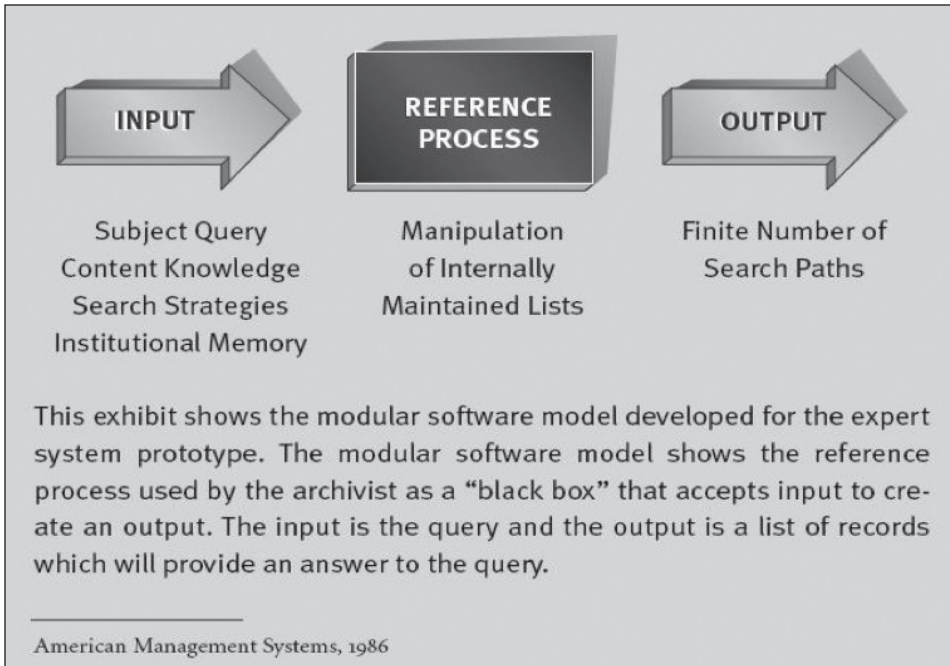 INPUT
REFERENCE
PROCESS
OUTPUT
Subject Query
Content Knowledge
Search Strategies
Institutional Memory
Manipulation
of Internally
Maintained Lists
Finite Number of
Search Paths
This exhibit shows the modular software model developed for the expert
system prototype. The modular software model shows the reference
process used by the archivist as a “black box” that accepts input to cre-
ate an output. The input is the query and the output is a list of records
which will provide an answer to the query.
American Management Systems, 1986